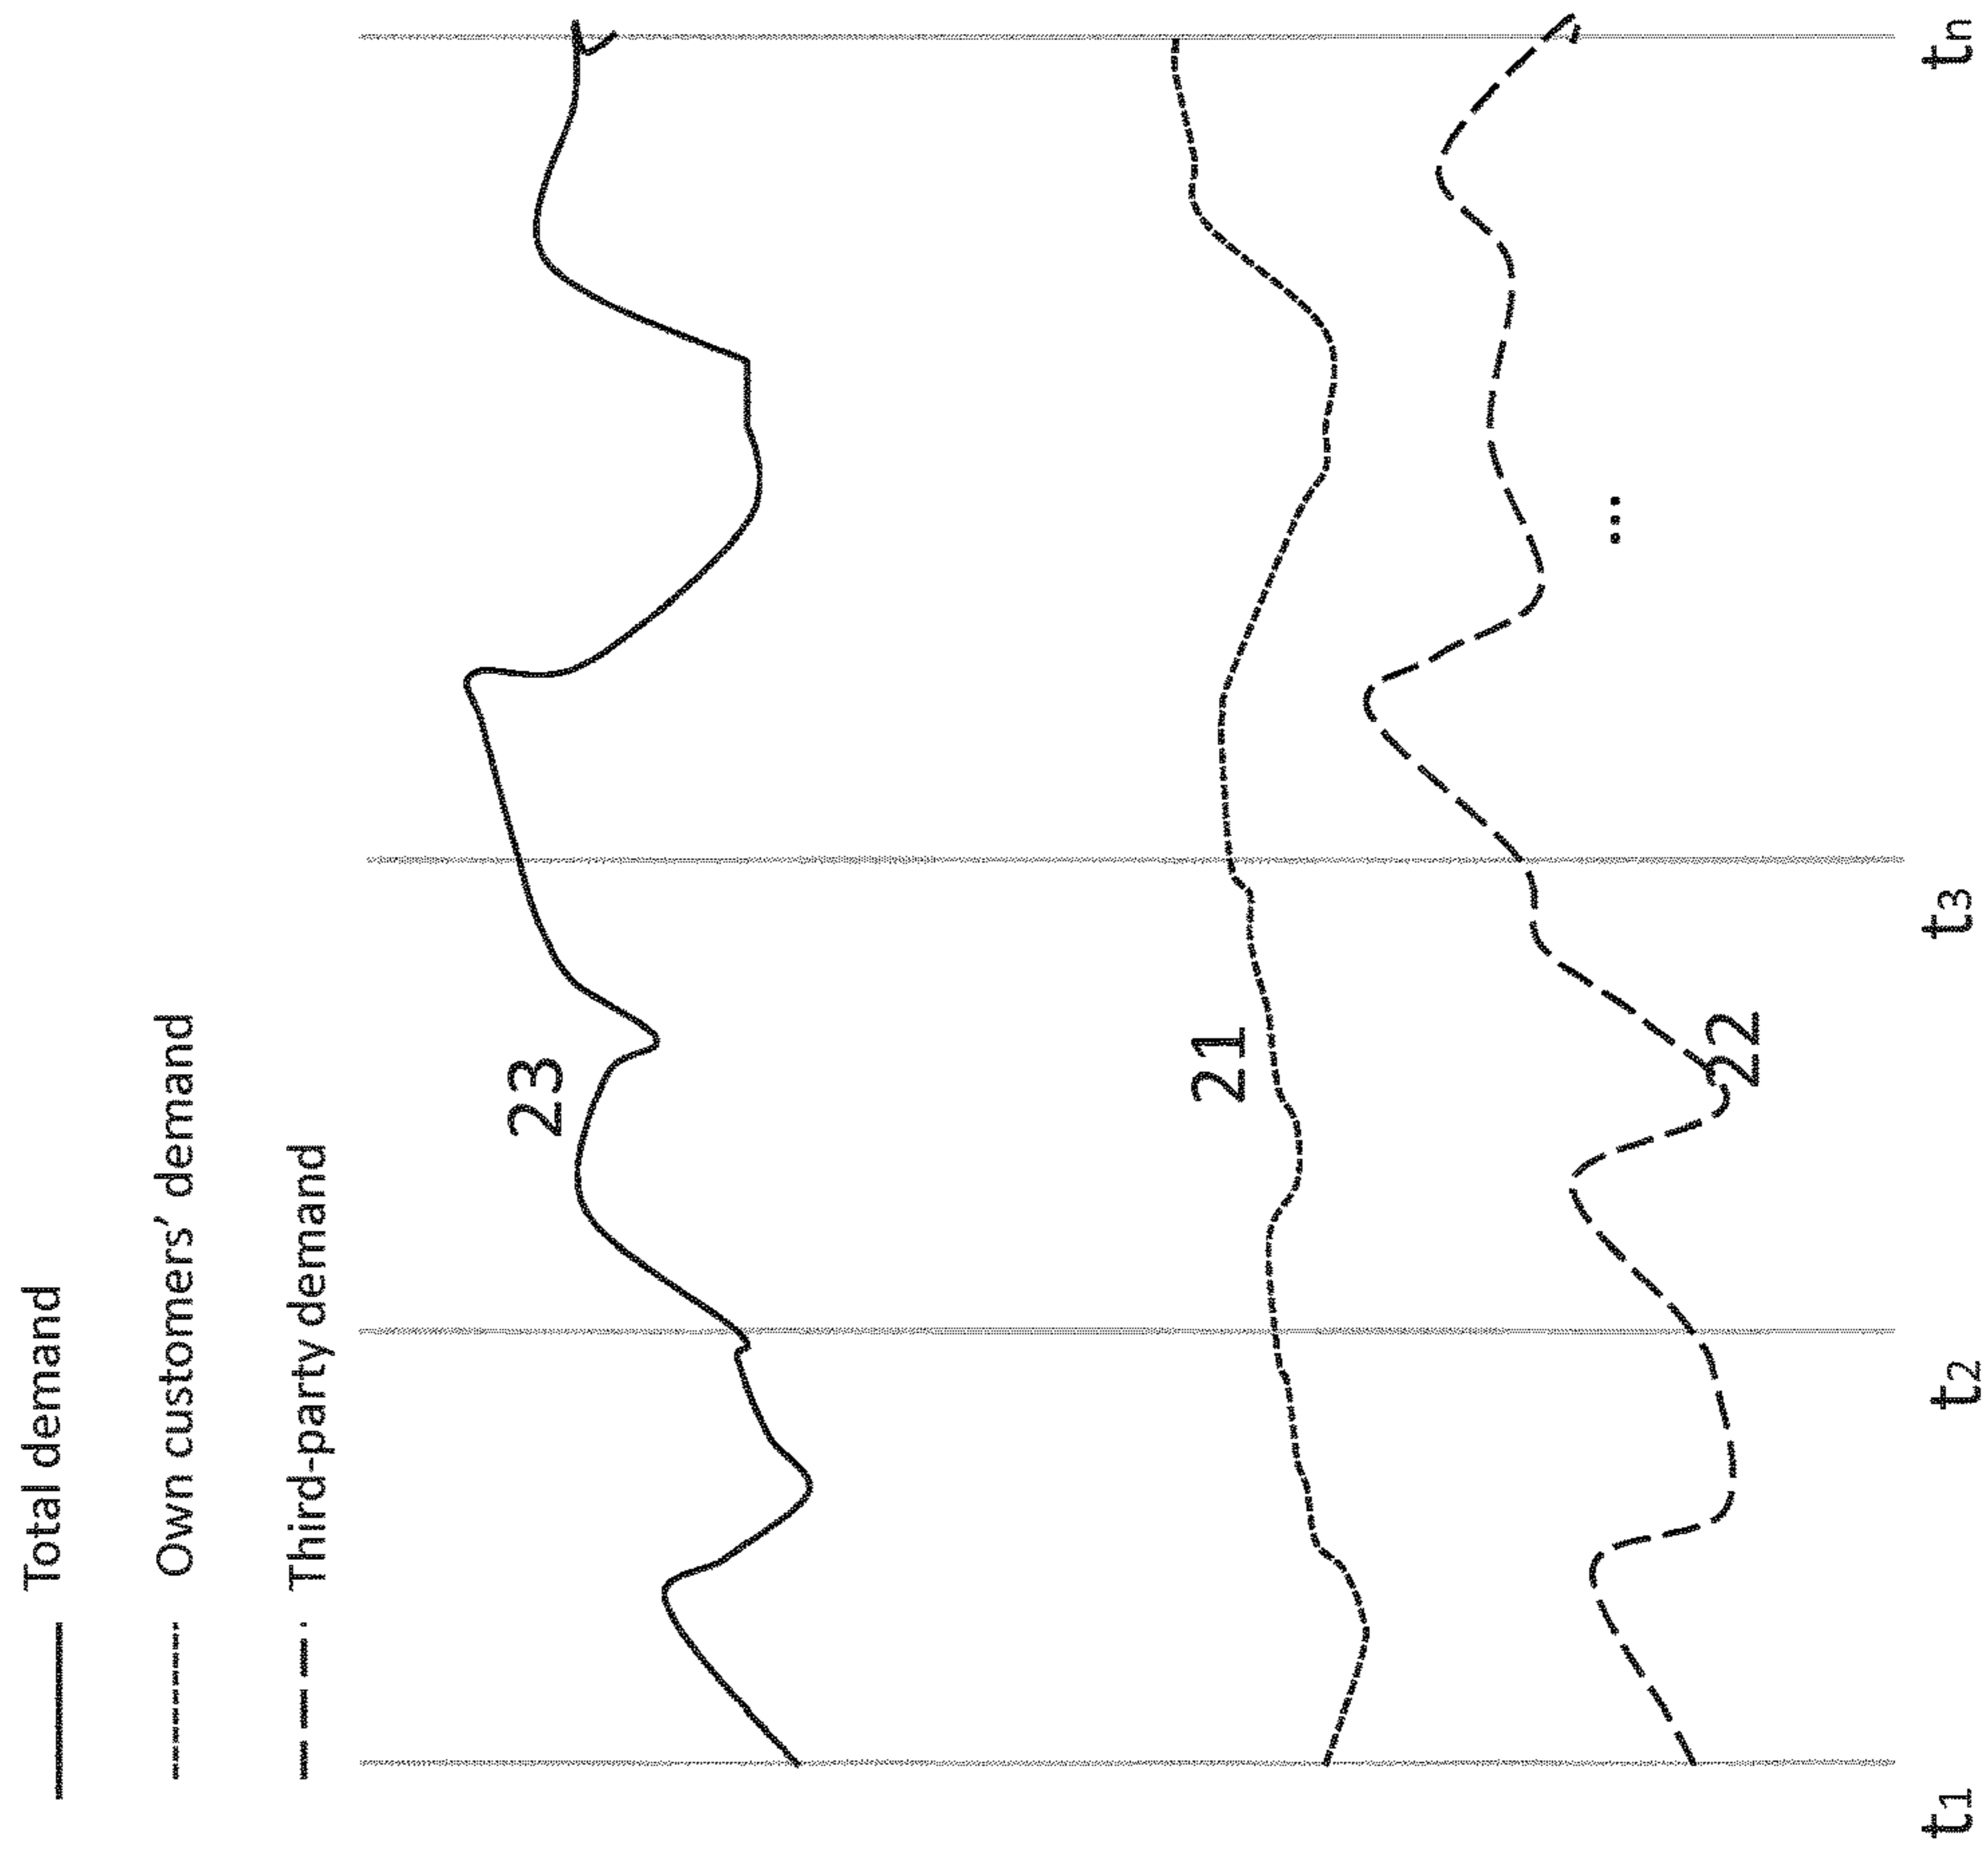 Total demand
Own customers’ demand
Third-party demand
23
21
22
...
t1
t2
t3
tn